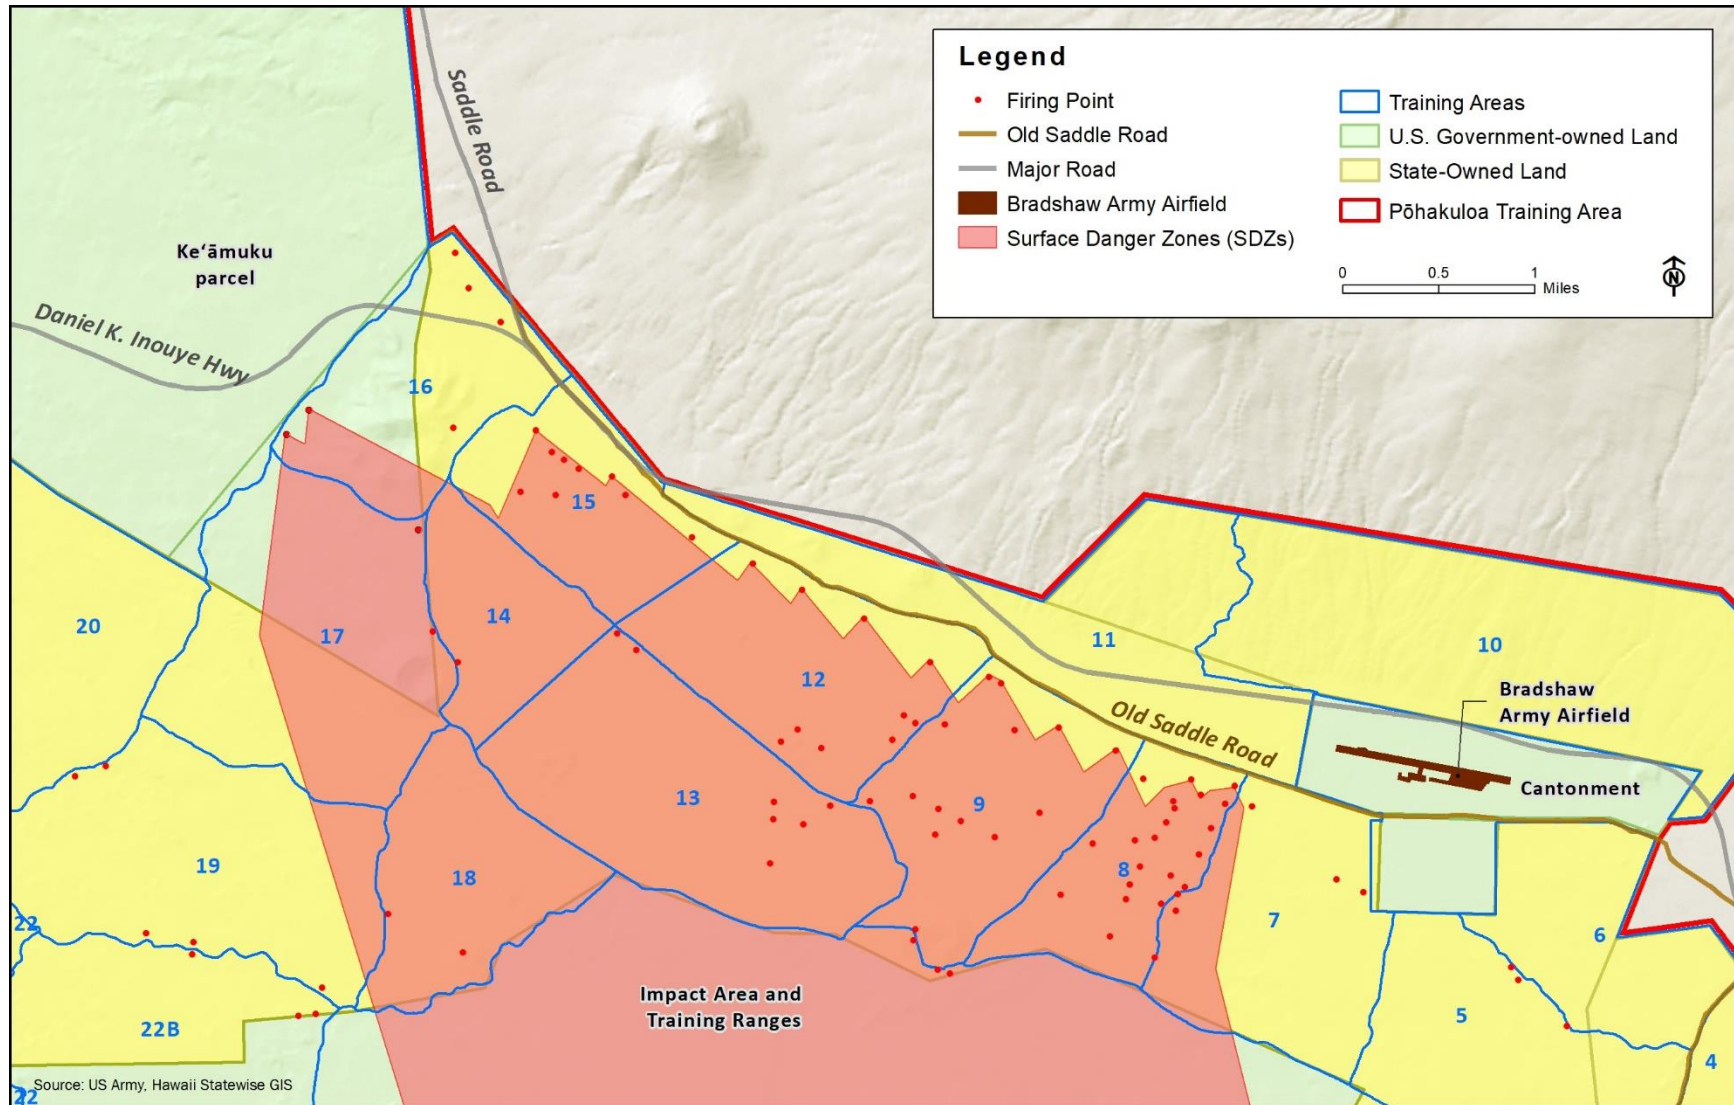 Legend
Firing Point
Old Saddle Road
Major Road
Bradshaw Army Airfield
Surface Danger Zones (SDZs)
Training Areas
U.S. Government-owned Land
State-Owned Land
Pōhakuloa Training Area
0 0.5 1
Miles
N
Saddle Road
Keʻāmuku
parcel
Daniel K. Inouye Hwy
16
15
20
17
14
11
10
12
Bradshaw
Army Airfield
Old Saddle Road
Cantonment
13
9
19
18
8
7
22
6
Impact Area and
Training Ranges
22B
5
4
Source: US Army, Hawaii Statewise GIS
22